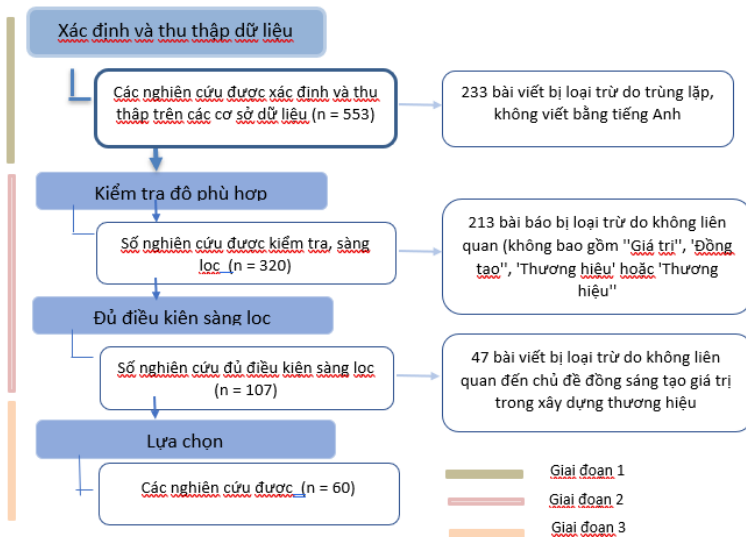 Xác định và thu thập dữ liệu
Các nghiên cứu được xác định và thu
thập trên các cơ sở dữ liệu (n = 553)
233 bài viết bị loại trừ do trùng lặp,
không viết bằng tiếng Anh
Kiểm tra độ phù hợp
Số nghiên cứu được kiểm tra, sàng
lọc (n = 320)
213 bài báo bị loại trừ do không liên
quan (không bao gồm "Giá trị", 'Đồng
tạo", 'Thương hiệu' hoặc 'Thương
hiệu"
Đủ điều kiện sàng lọc
Số nghiên cứu đủ điều kiện sàng lọc
(n = 107)
47 bài viết bị loại trừ do không liên
quan đến chủ đề đồng sáng tạo giá trị
trong xây dựng thương hiệu
Lựa chọn
Các nghiên cứu được (n = 60)
Giai đoạn 1
Giai đoạn 2
Giai đoạn 3